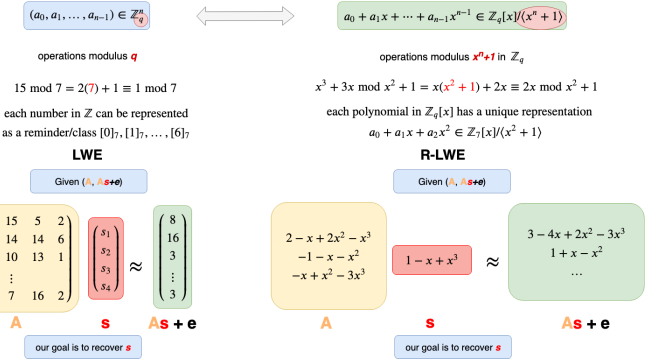 (a₀, a₁, … , aₙ₋₁) ∈ ℤ_q^n
operations modulus q
15 mod 7 = 2(7) + 1 ≡ 1 mod 7
each number in ℤ can be represented
as a reminder/class [0]₇, [1]₇, … , [6]₇
LWE
Given (A, As+e)
15 5 2
14 14 6
10 13 1
⋮
7 16 2
s₁
s₂
s₃
s₄
≈
8
16
3
⋮
3
A
s
As + e
our goal is to recover s
a₀ + a₁x + ⋯ + aₙ₋₁xⁿ⁻¹ ∈ ℤ_q[x]/⟨xⁿ + 1⟩
operations modulus xⁿ+1 in ℤ_q
x³ + 3x mod x² + 1 = x(x² + 1) + 2x ≡ 2x mod x² + 1
each polynomial in ℤ_q[x] has a unique representation
a₀ + a₁x + a₂x² ∈ ℤ₇[x]/⟨x² + 1⟩
R-LWE
Given (A, As+e)
2 − x + 2x² − x³
−1 − x − x²
−x + x² − 3x³
1 − x + x³
≈
3 − 4x + 2x² − 3x³
1 + x − x²
…
A
s
As + e
our goal is to recover s